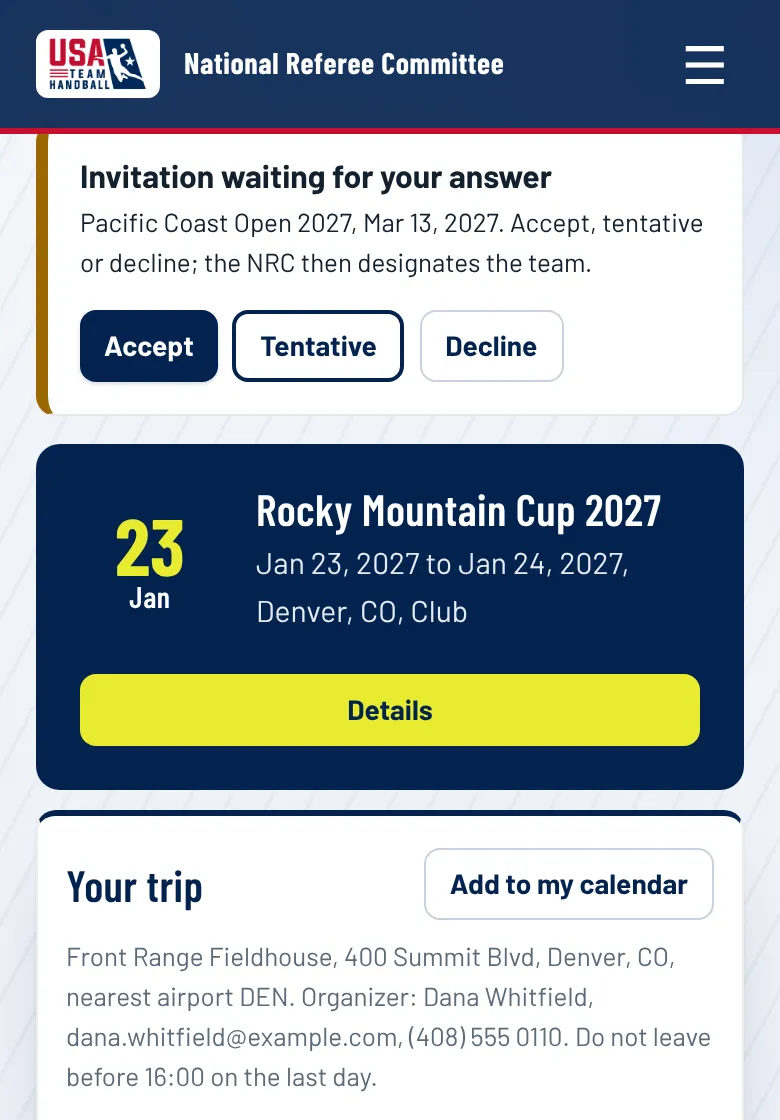 USA
TEAM
HANDBALL
National Referee Committee
Invitation waiting for your answer
Pacific Coast Open 2027, Mar 13, 2027. Accept, tentative
or decline; the NRC then designates the team.
Accept
Tentative
Decline
23
Jan
Rocky Mountain Cup 2027
Jan 23, 2027 to Jan 24, 2027,
Denver, CO, Club
Details
Your trip
Add to my calendar
Front Range Fieldhouse, 400 Summit Blvd, Denver, CO,
nearest airport DEN. Organizer: Dana Whitfield,
dana.whitfield@example.com, (408) 555 0110. Do not leave
before 16:00 on the last day.